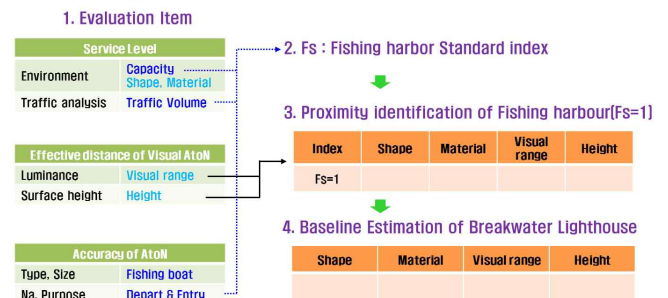 1. Evaluation Item
Service Level
Environment
Capacity
Shape, Material
Traffic analysis
Traffic Volume
Effective distance of Visual AtoN
Luminance
Visual range
Surface height
Height
Accuracy of AtoN
Type, Size
Fishing boat
Na. Purpose
Depart & Entry
2. Fs : Fishing harbor Standard index
3. Proximity identification of Fishing harbour(Fs=1)
Index Shape Material Visual range Height
Fs=1
4. Baseline Estimation of Breakwater Lighthouse
Shape Mater Visual range Height